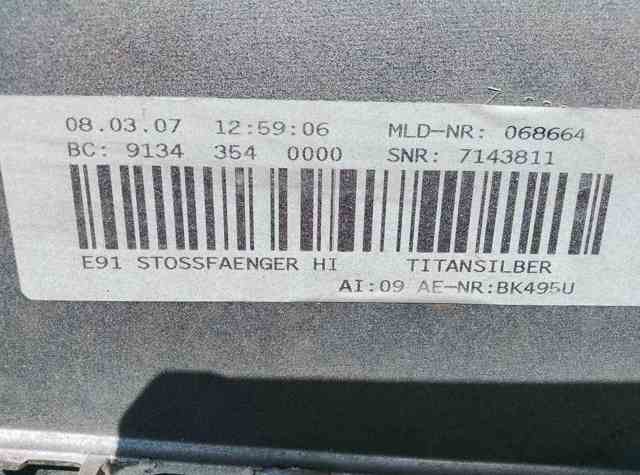 08.03.07 12:59:06 MLD-NR: 068664
BC: 9134 354 0000 SNR: 7143811
E91 STOSSFAENGER HI TITANSILBER
AI:09 AE-NR:BK495U